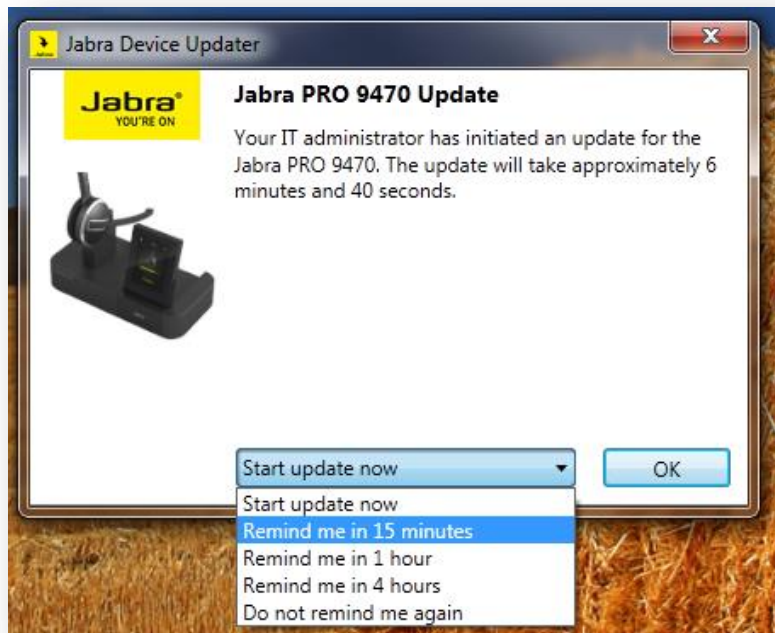 Jabra Device Updater
Jabra®
YOU'RE ON
Jabra PRO 9470 Update
Your IT administrator has initiated an update for the
Jabra PRO 9470. The update will take approximately 6
minutes and 40 seconds.
Start update now
OK
Start update now
Remind me in 15 minutes
Remind me in 1 hour
Remind me in 4 hours
Do not remind me again